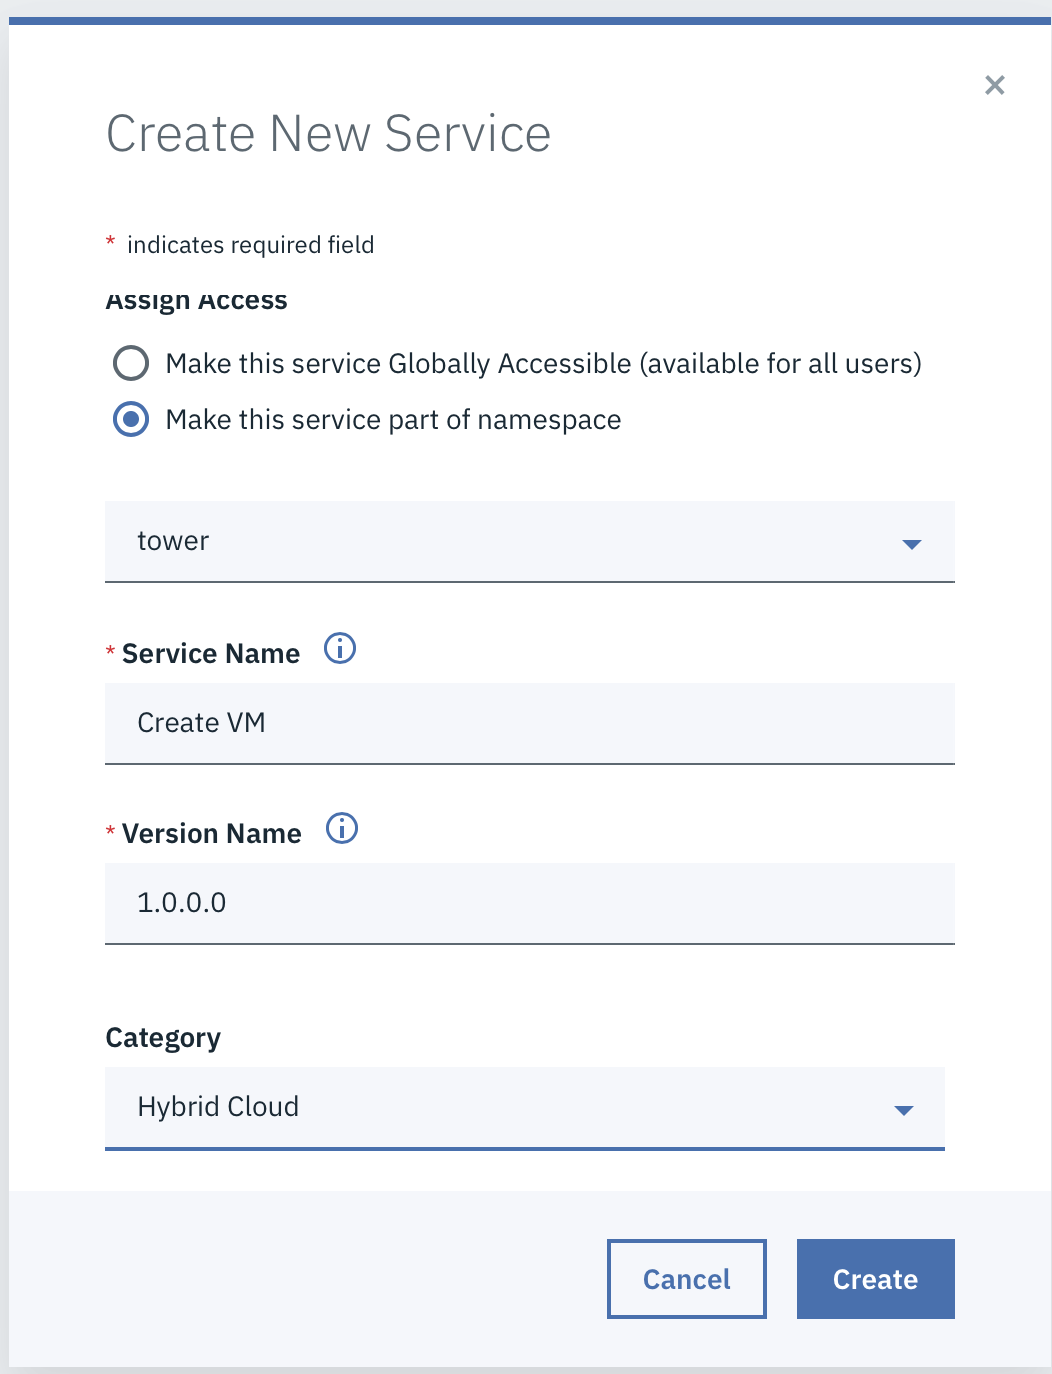 Create New Service
* indicates required field
Assign Access
Make this service Globally Accessible (available for all users)
Make this service part of namespace
tower
* Service Name
Create VM
* Version Name
1.0.0.0
Category
Hybrid Cloud
Cancel Create